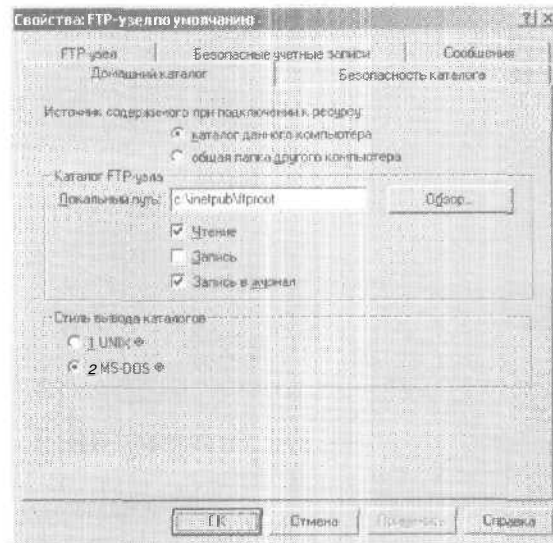 Свойства: FTP-узел по умолчанию
FTP-узел
Безопасные учетные записи
Сообщения
Домашний каталог
Безопасность каталога
Источник содержимого при подключении к ресурсу:
каталог данного компьютера
общая папка другого компьютера
Каталог FTP-узла
Локальный путь:
c:\inetpub\ftproot
Обзор...
Чтение
Запись
Запись в журнал
Стиль вывода каталогов
1 UNIX ®
2 MS-DOS ®
OK
Отмена
Применить
Справка